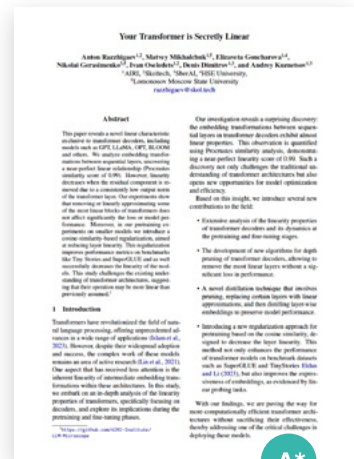 Your Transformer is Secretly Linear
Anton Razzhigaev1,2, Matvey Mikhalchuk1,5, Elizaveta Goncharova1,4,
Nikolai Gerasimenko3,5, Ivan Oseledets1,2, Denis Dimitrov1,3, and Andrey Kuznetsov1,3
1AIRI, 2Skoltech, 3SberAI, 4HSE University,
5Lomonosov Moscow State University
razzhigaev@skol.tech
Abstract
This paper reveals a novel linear characteristic
exclusive to transformer decoders, including
models such as GPT, LLaMA, OPT, BLOOM
and others. We analyze embedding transfor-
mations between sequential layers, uncovering
a near-perfect linear relationship (Procrustes
similarity score of 0.99). However, linearity
decreases when the residual component is re-
moved due to a consistently low output norm
of the transformer layer. Our experiments show
that removing or linearly approximating some
of the most linear blocks of transformers does
not affect significantly the loss or model per-
formance. Moreover, in our pretraining ex-
periments on smaller models we introduce a
cosine-similarity-based regularization, aimed
at reducing layer linearity. This regularization
improves performance metrics on benchmarks
like Tiny Stories and SuperGLUE and as well
successfully decreases the linearity of the mod-
els. This study challenges the existing under-
standing of transformer architectures, suggest-
ing that their operation may be more linear than
previously assumed.1
1 Introduction
Transformers have revolutionized the field of natu-
ral language processing, offering unprecedented ad-
vances in a wide range of applications (Islam et al.,
2023). However, despite their widespread adoption
and success, the complex work of these models
remains an area of active research (Lin et al., 2021).
One aspect that has received less attention is the
inherent linearity of intermediate embedding trans-
formations within these architectures. In this study,
we embark on an in-depth analysis of the linearity
properties of transformers, specifically focusing on
decoders, and explore its implications during the
pretraining and fine-tuning phases.
1https://github.com/AIRI-Institute/
LLM-Microscope
Our investigation reveals a surprising discovery:
the embedding transformations between sequen-
tial layers in transformer decoders exhibit almost
linear properties. This observation is quantified
using Procrustes similarity analysis, demonstrat-
ing a near-perfect linearity score of 0.99. Such a
discovery not only challenges the traditional un-
derstanding of transformer architectures but also
opens new opportunities for model optimization
and efficiency.
Based on this insight, we introduce several new
contributions to the field:
• Extensive analysis of the linearity properties
of transformer decoders and its dynamics at
the pretraining and fine-tuning stages.
• The development of new algorithms for depth
pruning of transformer decoders, allowing to
remove the most linear layers without a sig-
nificant loss in performance.
• A novel distillation technique that involves
pruning, replacing certain layers with linear
approximations, and then distilling layer-wise
embeddings to preserve model performance.
• Introducing a new regularization approach for
pretraining based on the cosine similarity, de-
signed to decrease the layer linearity. This
method not only enhances the performance
of transformer models on benchmark datasets
such as SuperGLUE and TinyStories Eldan
and Li (2023), but also improves the expres-
siveness of embeddings, as evidenced by lin-
ear probing tasks.
With our findings, we are paving the way for
more computationally efficient transformer archi-
tectures without sacrificing their effectiveness,
thereby addressing one of the critical challenges in
deploying these models.
A*